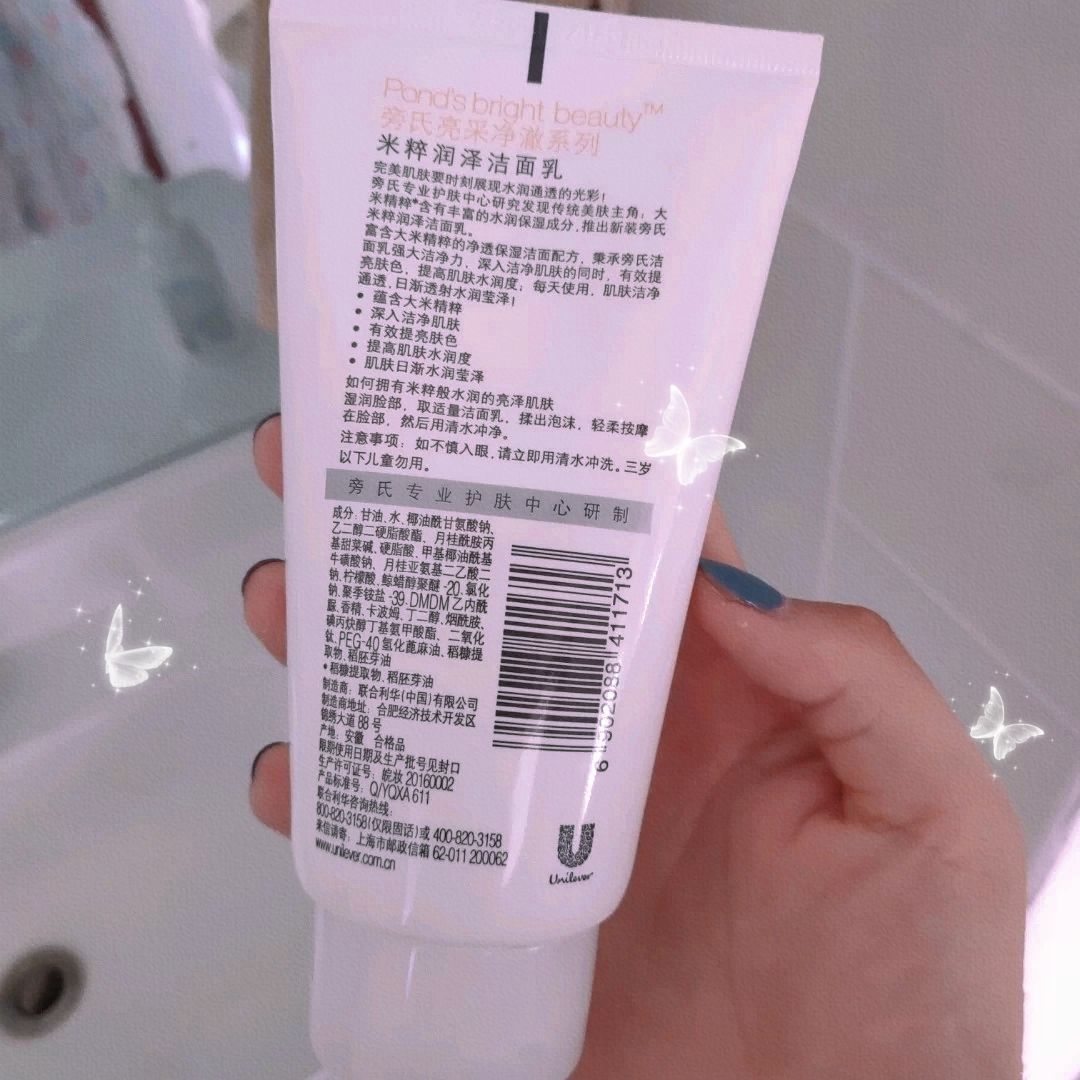 Pond's bright beauty™
旁氏亮采净澈系列
米粹润泽洁面乳
完美肌肤要时刻展现水润通透的光彩!
旁氏专业护肤中心研究发现传统美肤主角: 大
米精粹*含有丰富的水润保湿成分,推出新装旁氏
米粹润泽洁面乳。
富含大米精粹的净透保湿洁面配方, 秉承旁氏洁
面乳强大洁净力、深入洁净肌肤的同时, 有效提
亮肤色, 提高肌肤水润度; 每天使用, 肌肤洁净
通透,日渐透射水润莹泽!
• 蕴含大米精粹
• 深入洁净肌肤
• 有效提亮肤色
• 提高肌肤水润度
• 肌肤日渐水润莹泽
如何拥有米粹般水润的亮泽肌肤
湿润脸部, 取适量洁面乳, 揉出泡沫, 轻柔按摩
在脸部, 然后用清水冲净。
注意事项: 如不慎入眼,请立即用清水冲洗。三岁
以下儿童勿用。
旁氏专业护肤中心研制
成分: 甘油、水、椰油酰甘氨酸钠、
乙二醇二硬脂酸酯、月桂酰胺丙
基甜菜碱、硬脂酸、甲基椰油酰基
牛磺酸钠、月桂亚氨基二乙酸二
钠、柠檬酸、鲸蜡醇聚醚-20、氯化
钠、聚季铵盐-39、DMDM乙内酰
脲、香精、卡波姆、丁二醇、烟酰胺、
碘丙炔醇丁基氨甲酸酯、二氧化
钛、PEG-40氢化蓖麻油、稻糠提
取物、稻胚芽油
*稻糠提取物、稻胚芽油
制造商: 联合利华(中国)有限公司
制造商地址: 合肥经济技术开发区
锦绣大道88号
产地: 安徽 合格品
限期使用日期及生产批号见封口
生产许可证号: 皖妆20160002
产品标准号: Q/YQXA 611
联合利华咨询热线:
800-820-3158(仅限固话)或 400-820-3158
来信请寄: 上海市邮政信箱 62-011 200062
www.unilever.com.cn
6 902088 411713
Unilever